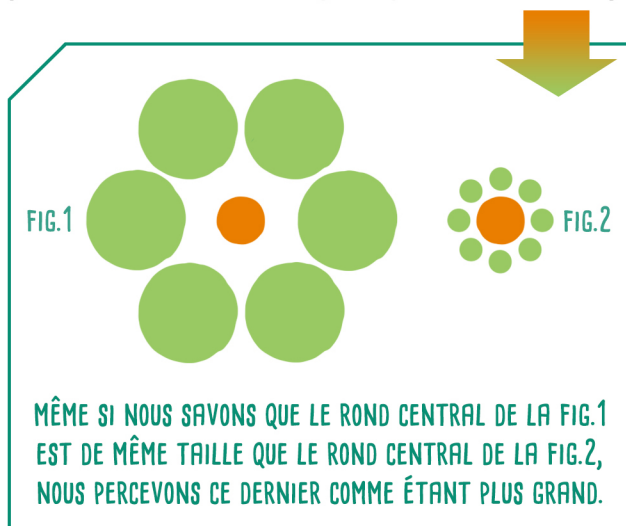 FIG.1
FIG.2
MÊME SI NOUS SAVONS QUE LE ROND CENTRAL DE LA FIG.1
EST DE MÊME TAILLE QUE LE ROND CENTRAL DE LA FIG.2,
NOUS PERCEVONS CE DERNIER COMME ÉTANT PLUS GRAND.